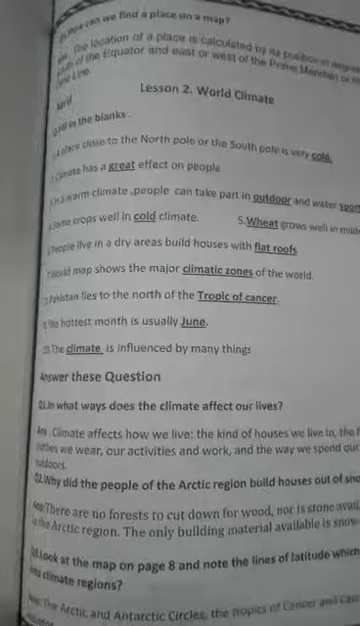 can we find a place on a map?
The location of a place is calculated by its position in degrees
of the Equator and east or west of the Prime Meridian or
Line.
Lesson 2. World Climate
in the blanks.
place close to the North pole or the South pole is very cold.
climate has a great effect on people
warm climate ,people can take part in outdoor and water sport
some crops well in cold climate. 5.Wheat grows well in mild
People live in a dry areas build houses with flat roofs
world map shows the major climatic zones of the world.
Pakistan lies to the north of the Tropic of cancer.
The hottest month is usually June.
The climate is influenced by many things
Answer these Question
Q1.In what ways does the climate affect our lives?
Ans .Climate affects how we live: the kind of houses we live in, the
clothes we wear, our activities and work, and the way we spend our
outdoors.
Q2.Why did the people of the Arctic region build houses out of
Ans:There are no forests to cut down for wood, nor is stone
in the Arctic region. The only building material available is snow
Look at the map on page 8 and note the lines of latitude which
into climate regions?
The Arctic and Antarctic Circles, the tropics of Cancer and